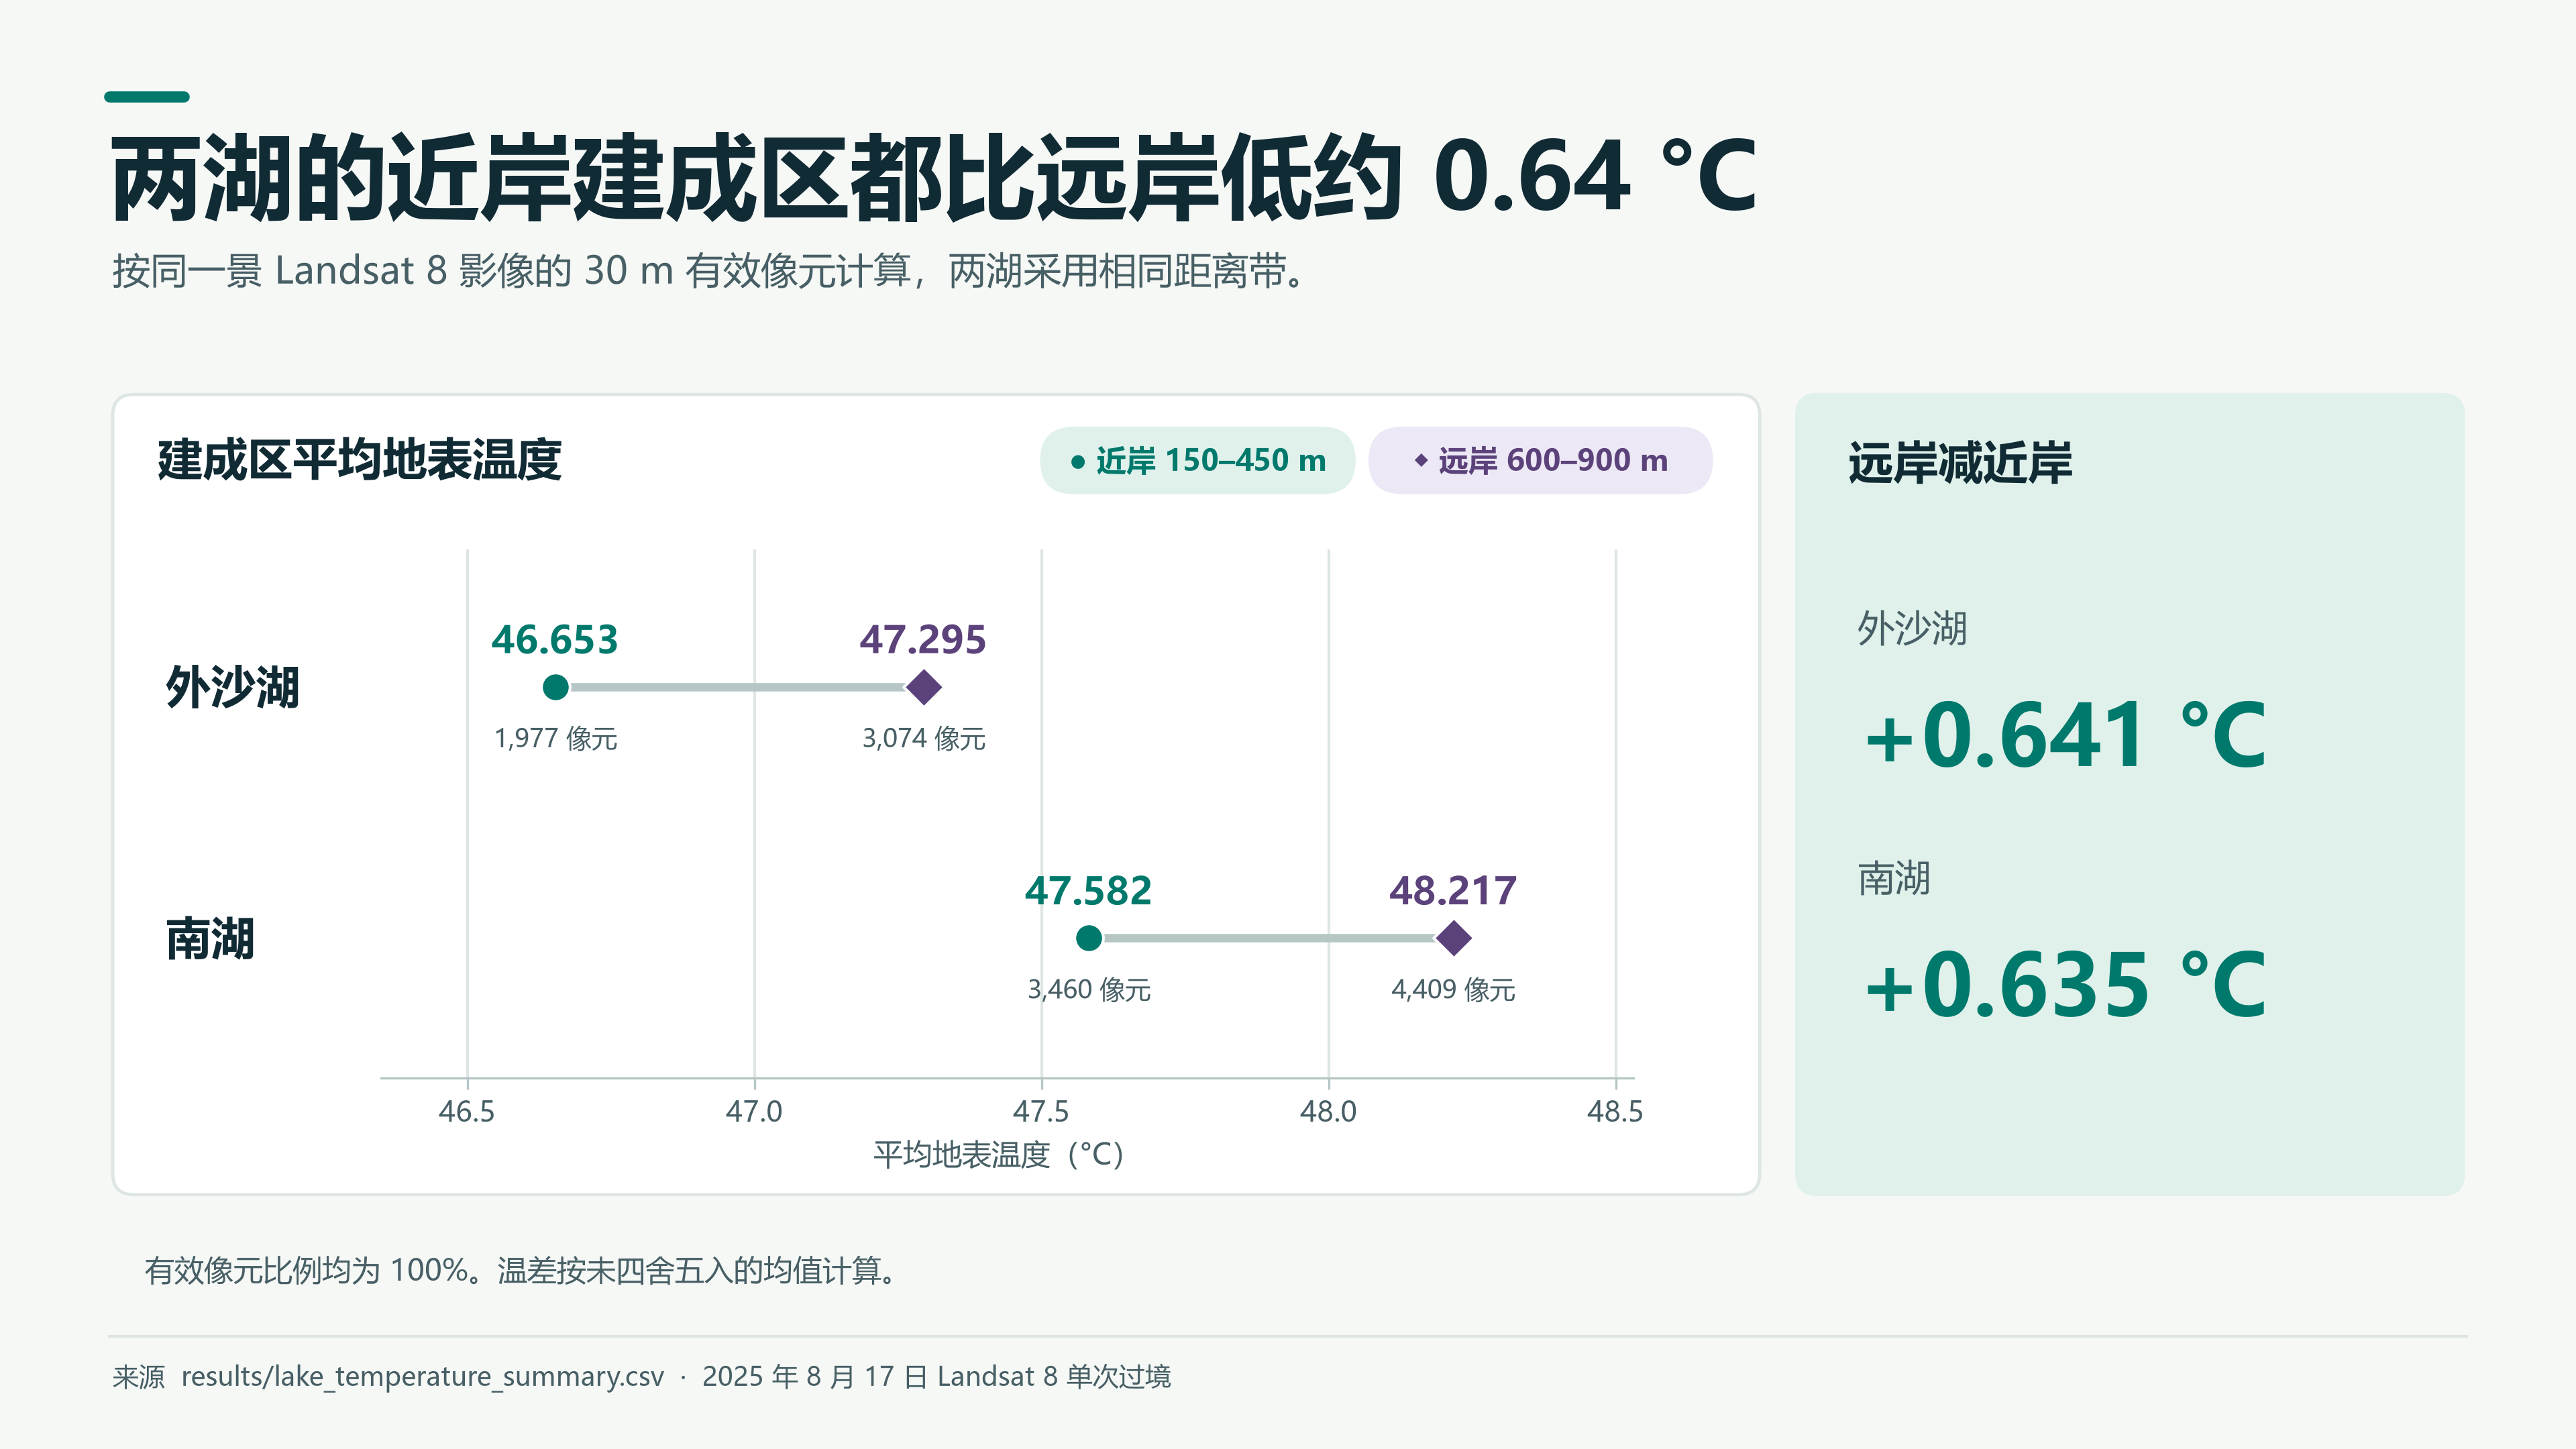 两湖的近岸建成区都比远岸低约 0.64 °C
按同一景 Landsat 8 影像的 30 m 有效像元计算，两湖采用相同距离带。
建成区平均地表温度
近岸 150–450 m
远岸 600–900 m
46.653
47.295
外沙湖
1,977 像元
3,074 像元
47.582
48.217
南湖
3,460 像元
4,409 像元
46.5
47.0
47.5
48.0
48.5
平均地表温度（°C）
远岸减近岸
外沙湖
+0.641 °C
南湖
+0.635 °C
有效像元比例均为 100%。温差按未四舍五入的均值计算。
来源 results/lake_temperature_summary.csv · 2025 年 8 月 17 日 Landsat 8 单次过境